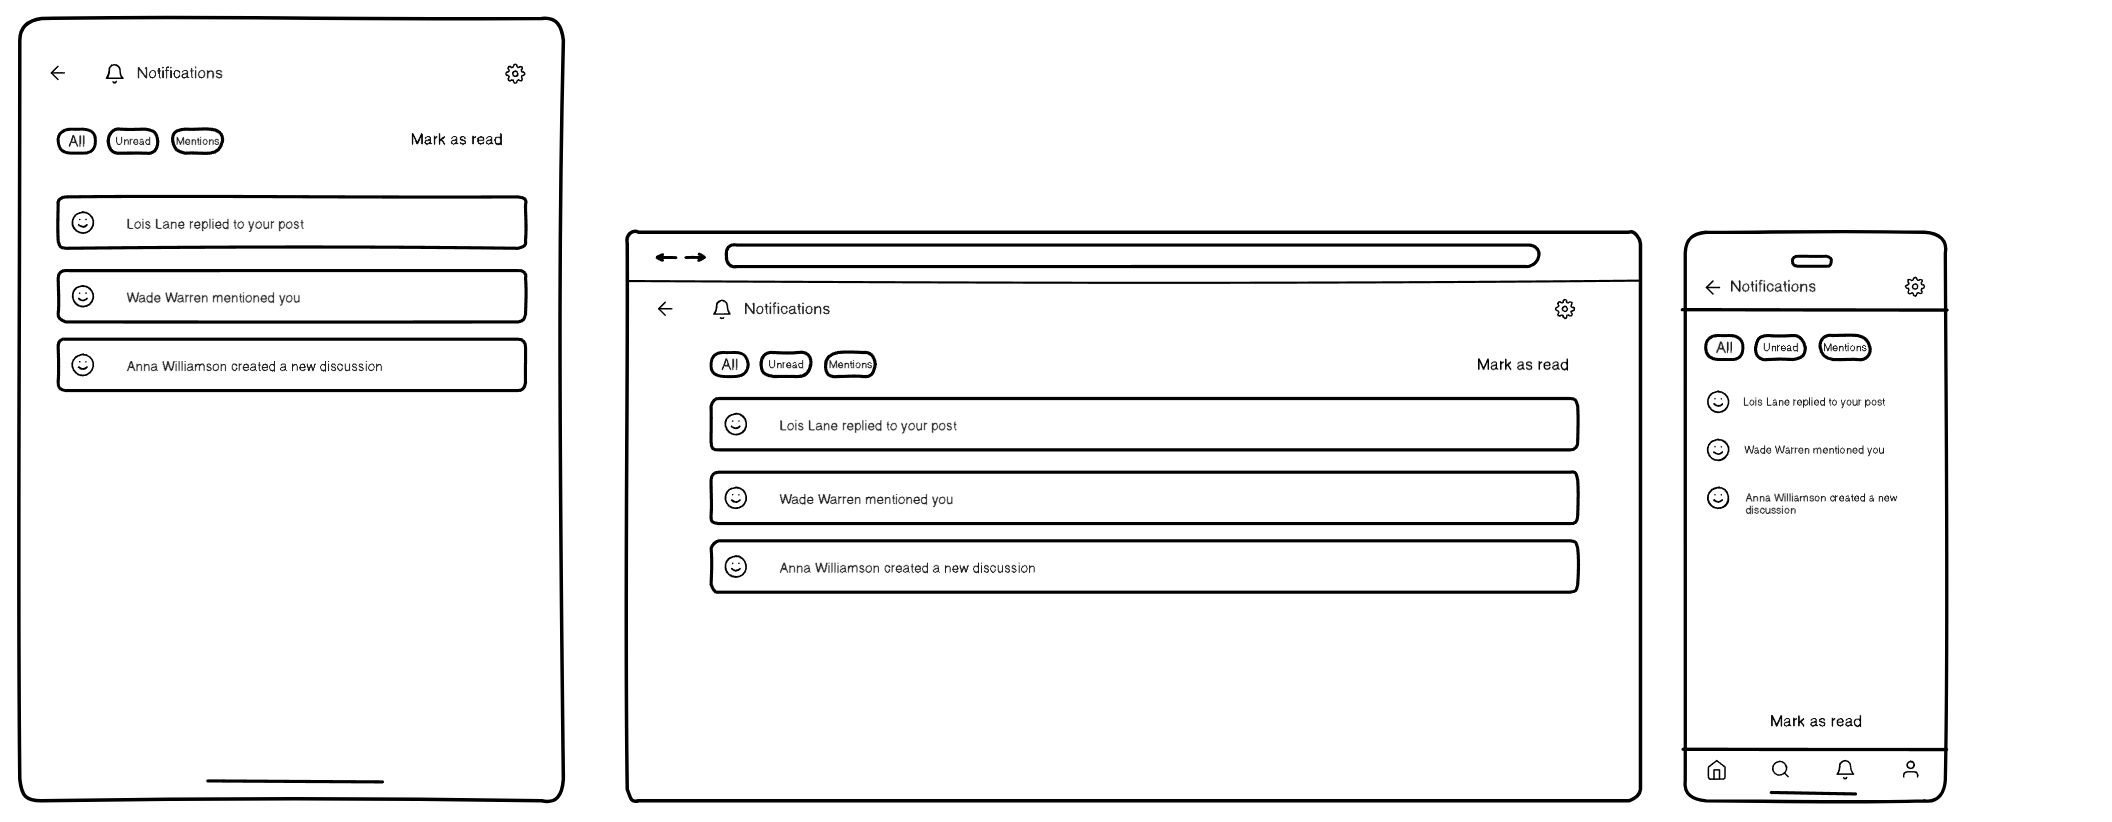 Notifications
All
Unread
Mentions
Mark as read
Lois Lane replied to your post
Wade Warren mentioned you
Anna Williamson created a new discussion
Notifications
All
Unread
Mentions
Mark as read
Lois Lane replied to your post
Wade Warren mentioned you
Anna Williamson created a new discussion
Notifications
All
Unread
Mentions
Lois Lane replied to your post
Wade Warren mentioned you
Anna Williamson created a new
discussion
Mark as read